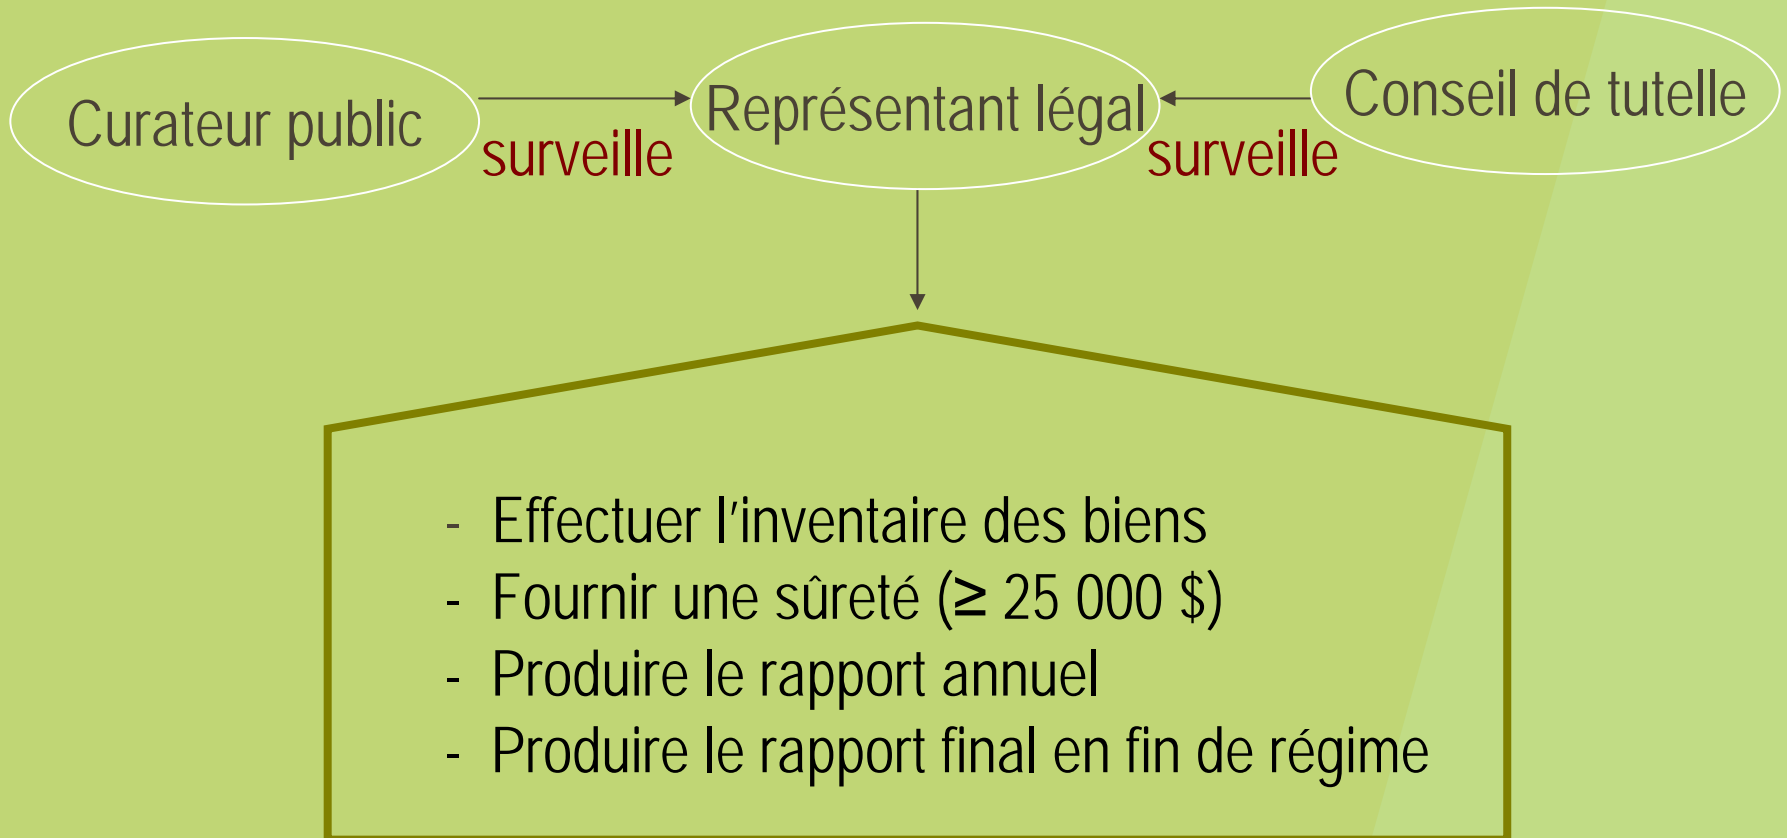 Curateur public
surveille
Représentant légal
surveille
Conseil de tutelle
- Effectuer l'inventaire des biens
- Fournir une sûreté (≥ 25 000 $)
- Produire le rapport annuel
- Produire le rapport final en fin de régime